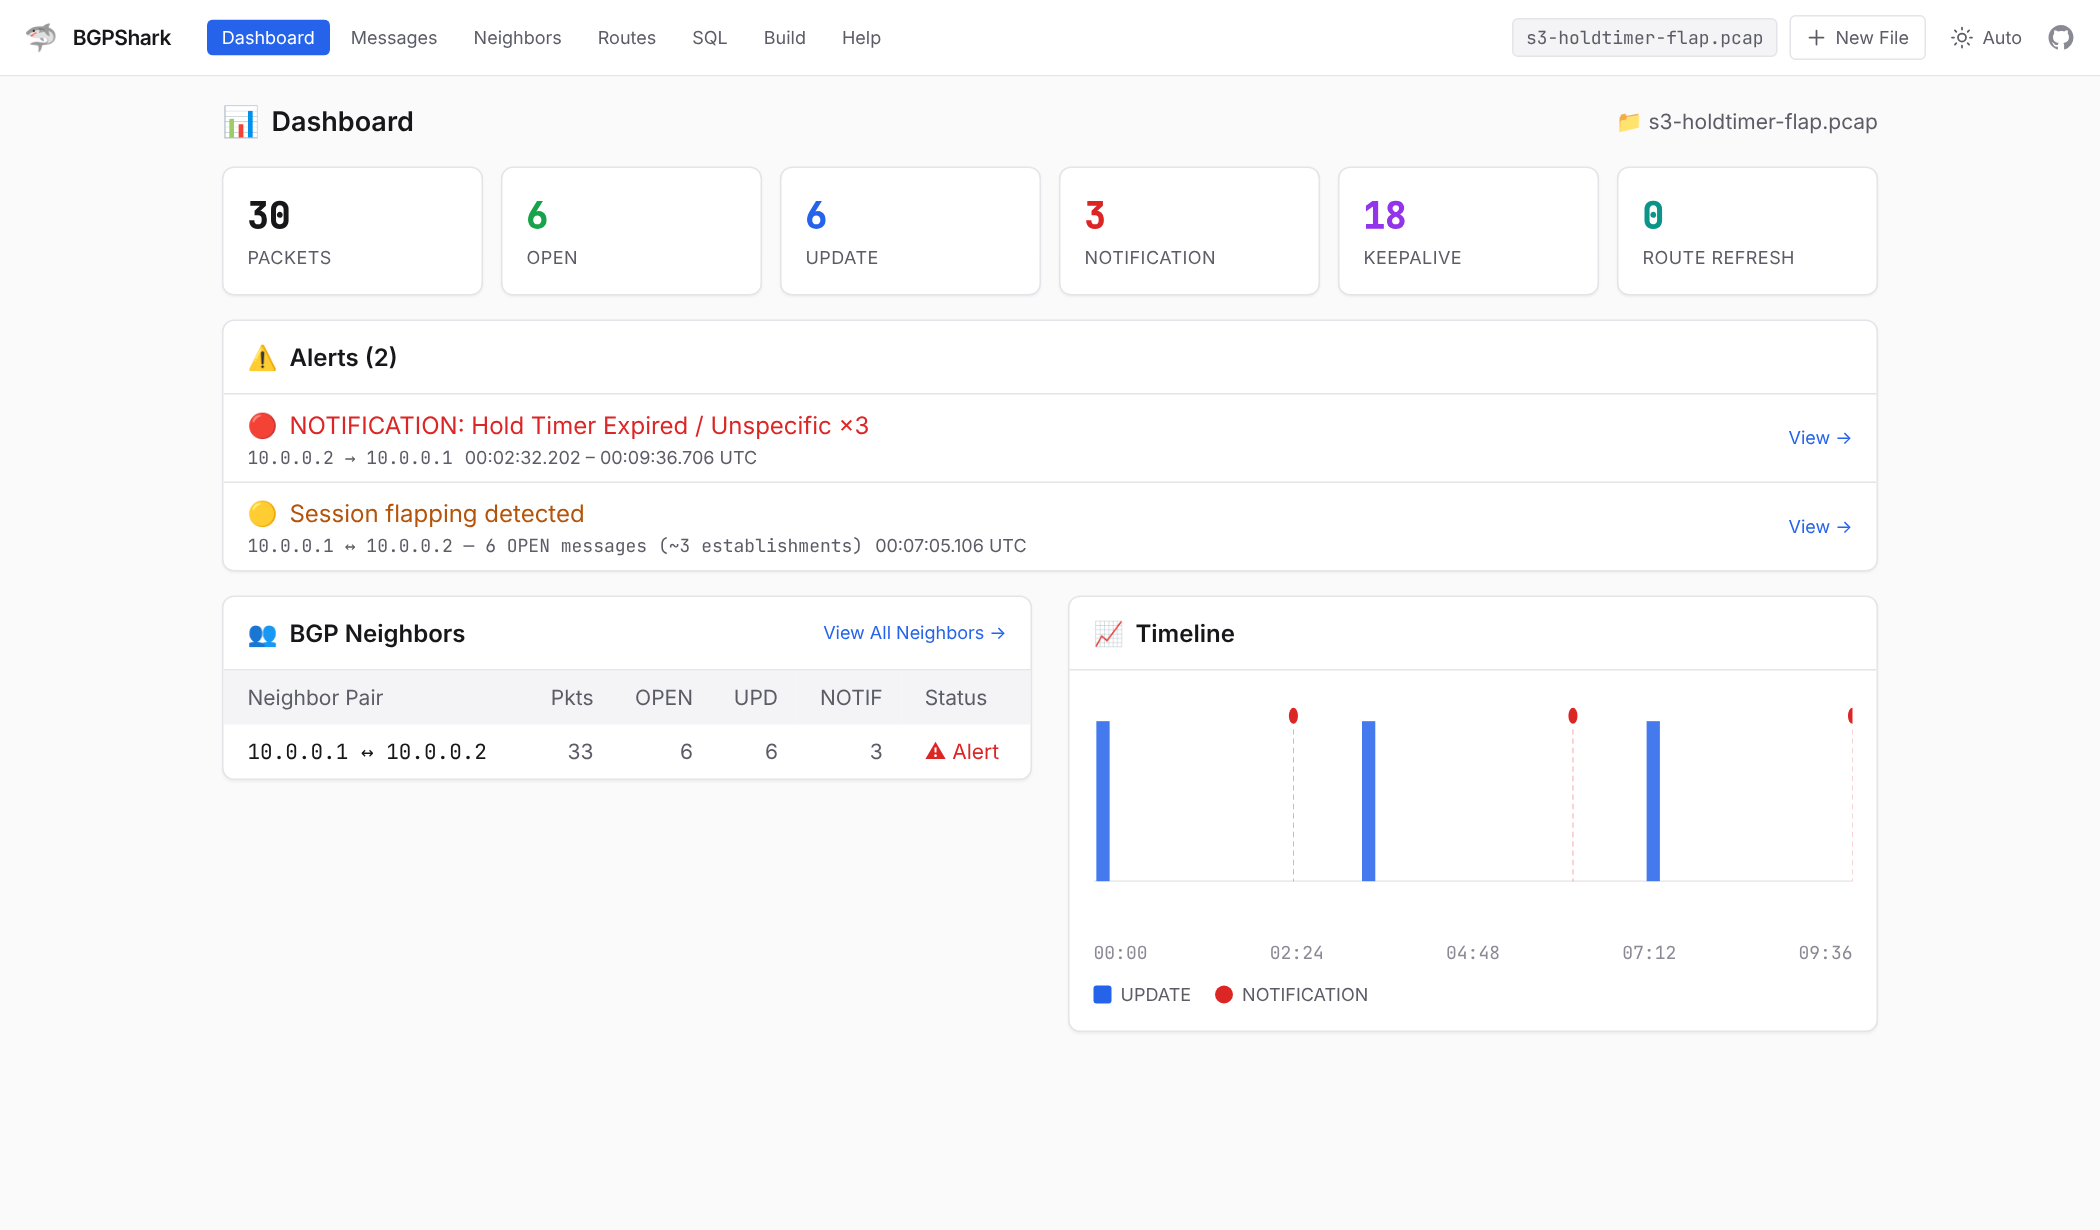 BGPShark Dashboard Messages Neighbors Routes SQL Build Help s3-holdtimer-flap.pcap + New File Auto
📊 Dashboard 📁 s3-holdtimer-flap.pcap
30 6 6 3 18 0
PACKETS OPEN UPDATE NOTIFICATION KEEPALIVE ROUTE REFRESH
⚠️ Alerts (2)
🔴 NOTIFICATION: Hold Timer Expired / Unspecific ×3
10.0.0.2 → 10.0.0.1 00:02:32.202 – 00:09:36.706 UTC
View →
🟡 Session flapping detected
10.0.0.1 ↔ 10.0.0.2 — 6 OPEN messages (~3 establishments) 00:07:05.106 UTC
View →
👥 BGP Neighbors View All Neighbors →
Neighbor Pair Pkts OPEN UPD NOTIF Status
10.0.0.1 ↔ 10.0.0.2 33 6 6 3 ⚠ Alert
📈 Timeline
00:00 02:24 04:48 07:12 09:36
UPDATE NOTIFICATION